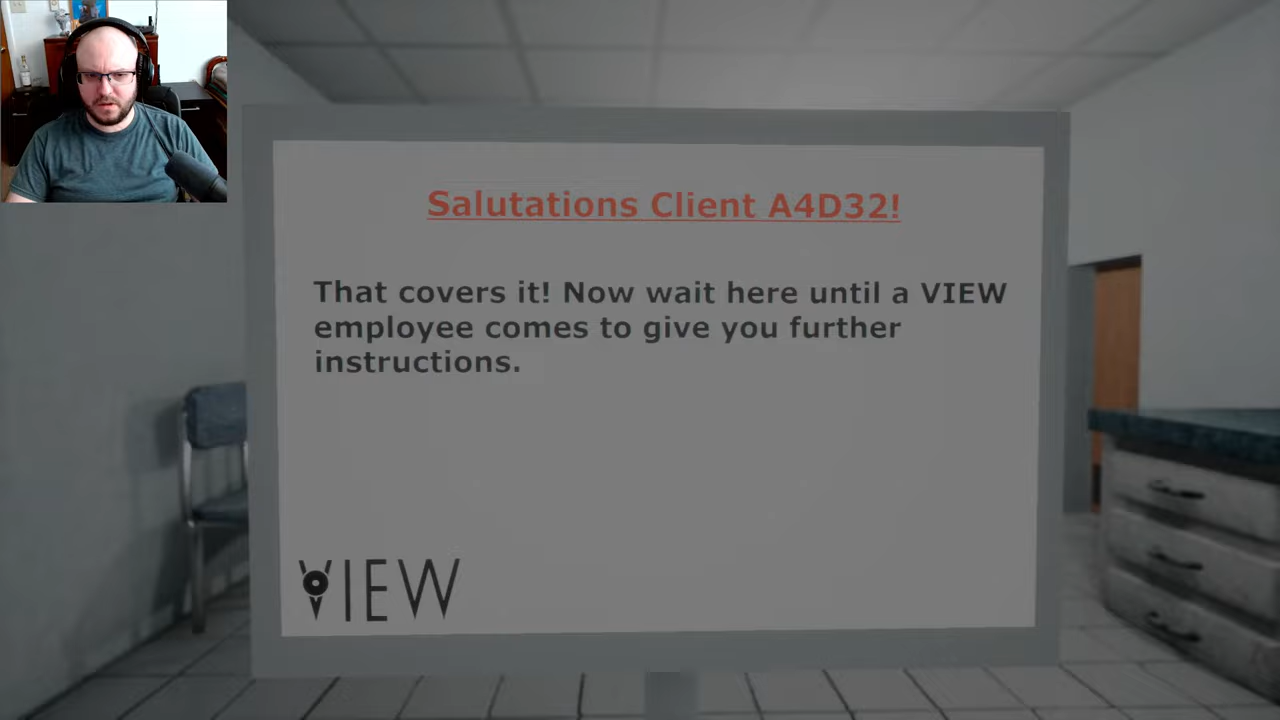 Salutations Client A4D32!
That covers it! Now wait here until a VIEW
employee comes to give you further
instructions.
VIEW